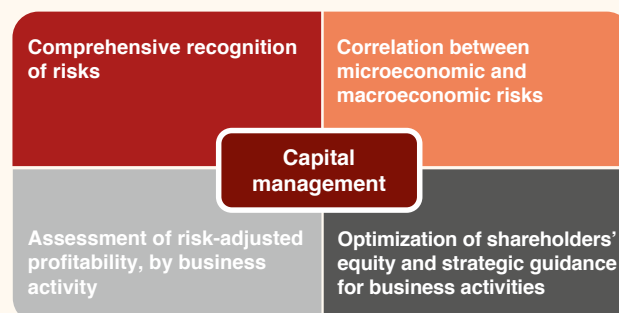 Comprehensive recognition
of risks
Correlation between
microeconomic and
macroeconomic risks
Capital
management
Assessment of risk-adjusted
profitability, by business
activity
Optimization of shareholders’
equity and strategic guidance
for business activities